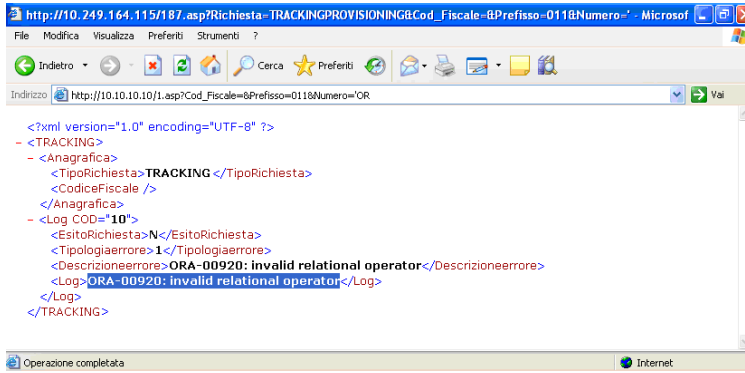 http://10.249.164.115/187.asp?Richiesta=TRACKINGPROVISIONING&Cod_Fiscale=&Prefisso=011&Numero=' - Microsof
File Modifica Visualizza Preferiti Strumenti ?
Indietro Cerca Preferiti
Indirizzo http://10.10.10.10/1.asp?Cod_Fiscale=&Prefisso=011&Numero='OR Vai
<?xml version="1.0" encoding="UTF-8" ?>
- <TRACKING>
- <Anagrafica>
<TipoRichiesta>TRACKING</TipoRichiesta>
<CodiceFiscale />
</Anagrafica>
- <Log COD="10">
<EsitoRichiesta>N</EsitoRichiesta>
<Tipologiaerrore>1</Tipologiaerrore>
<Descrizioneerrore>ORA-00920: invalid relational operator</Descrizioneerrore>
<Log>ORA-00920: invalid relational operator</Log>
</Log>
</TRACKING>
Operazione completata Internet